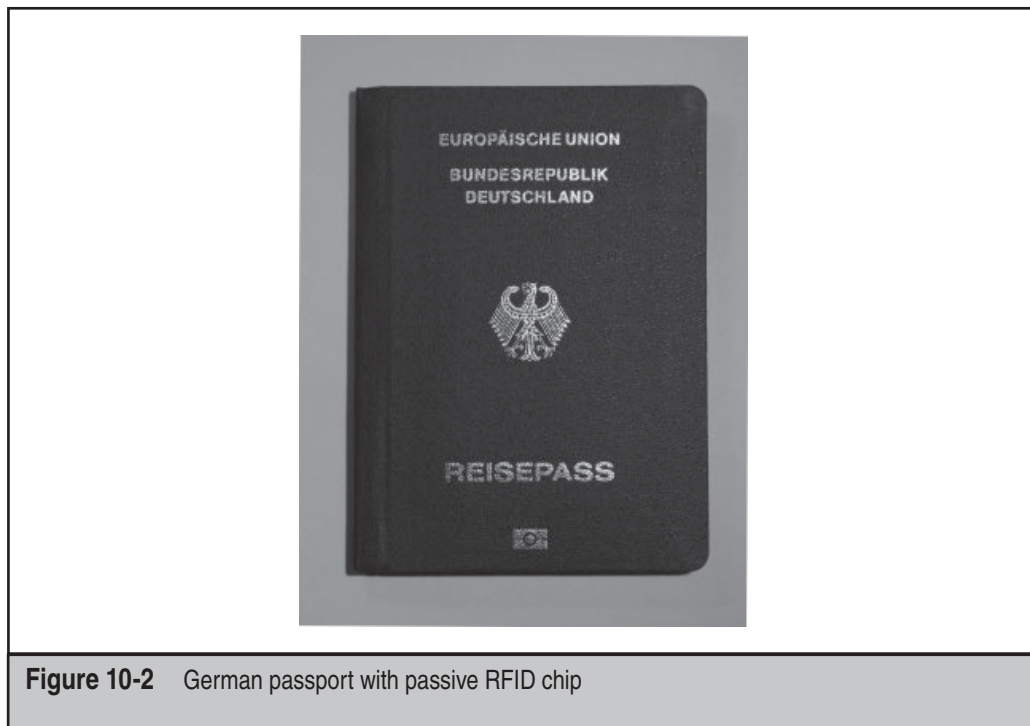 EUROPÄISCHE UNION
BUNDESREPUBLIK
DEUTSCHLAND
REISEPASS
Figure 10-2 German passport with passive RFID chip